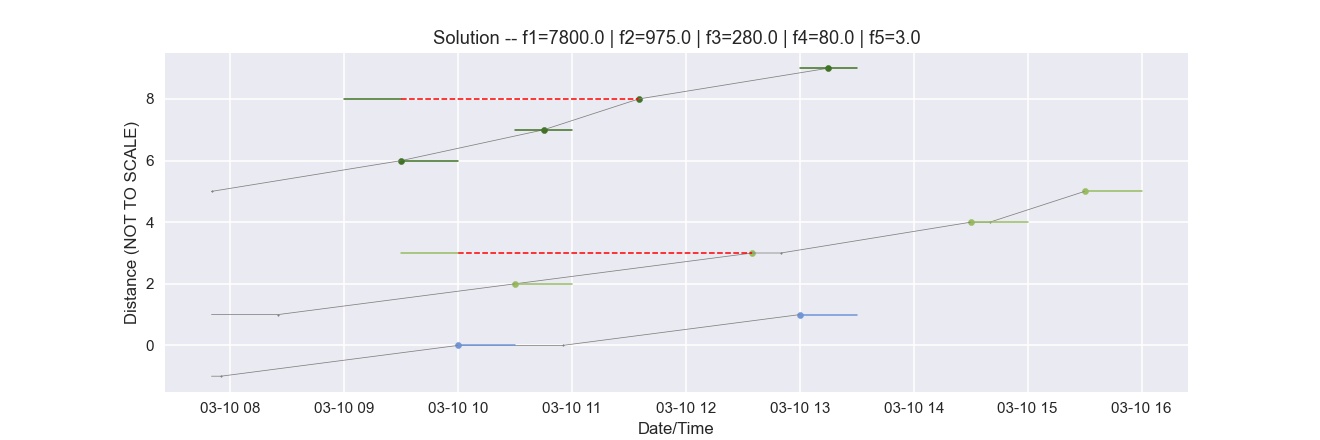 Solution -- f1=7800.0 | f2=975.0 | f3=280.0 | f4=80.0 | f5=3.0
Distance (NOT TO SCALE)
8
6
4
2
0
03-10 08 03-10 09 03-10 10 03-10 11 03-10 12 03-10 13 03-10 14 03-10 15 03-10 16
Date/Time